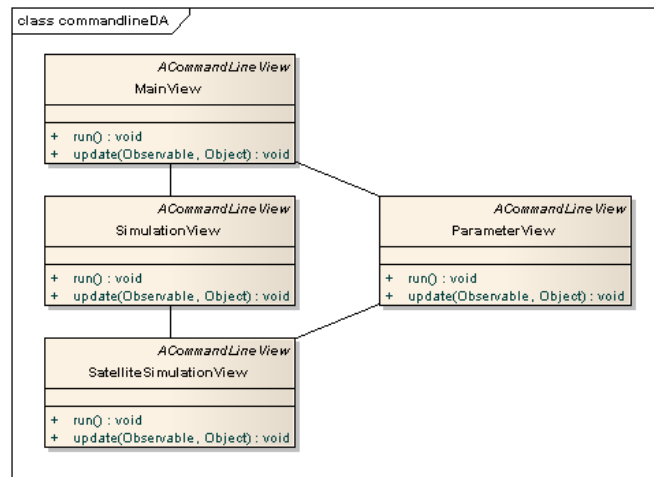 class commandlineDA
ACommandLineView
MainView
+ run() : void
+ update(Observable, Object) : void
ACommandLineView
SimulationView
+ run() : void
+ update(Observable, Object) : void
ACommandLineView
ParameterView
+ run() : void
+ update(Observable, Object) : void
ACommandLineView
SatelliteSimulationView
+ run() : void
+ update(Observable, Object) : void